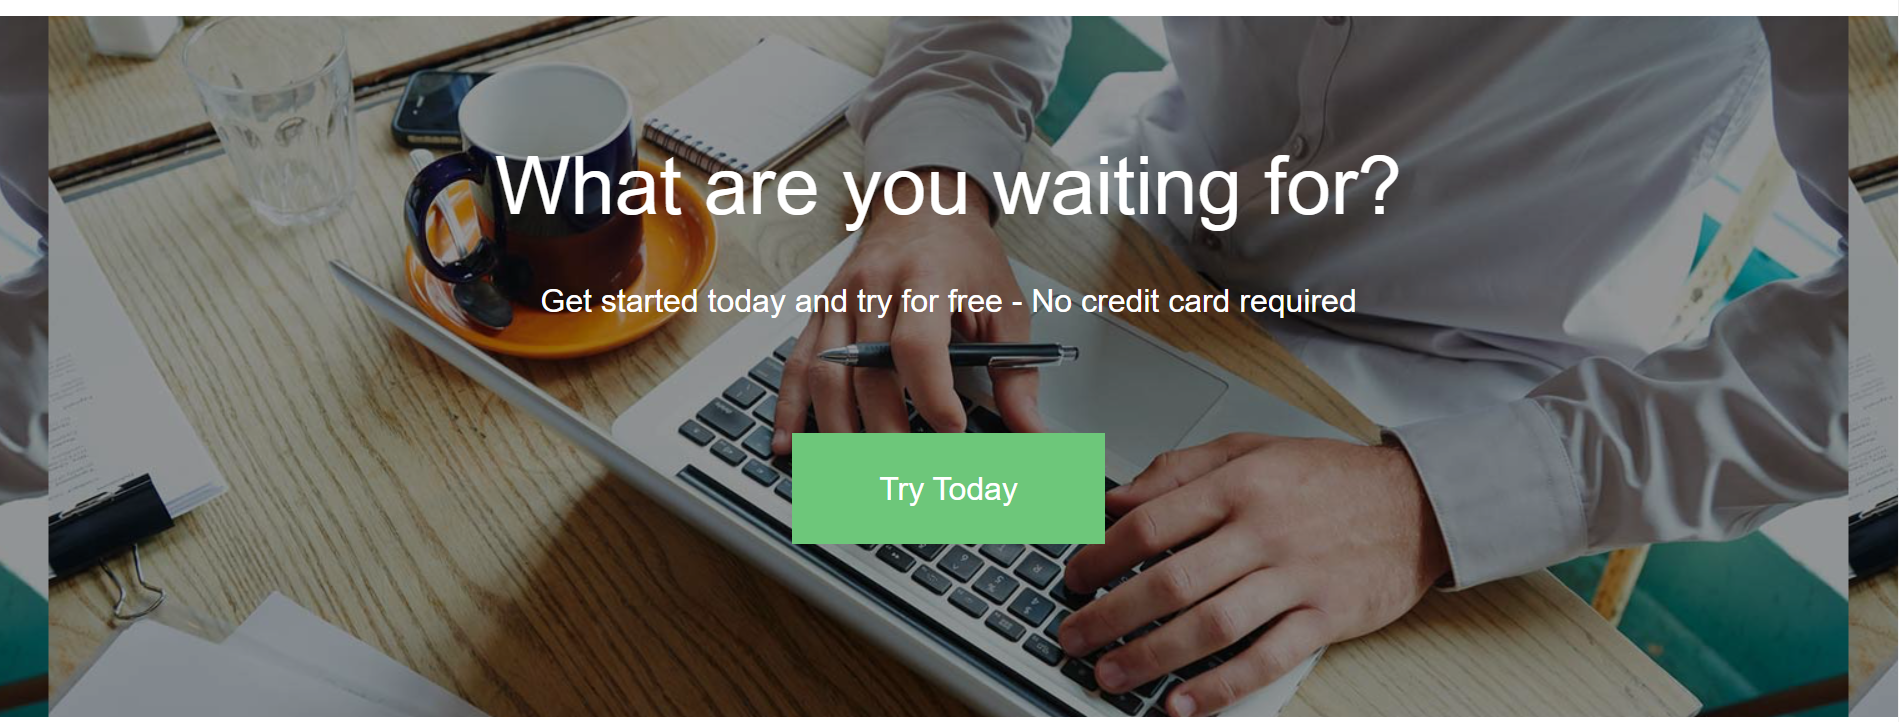 What are you waiting for?
Get started today and try for free - No credit card required
Try Today